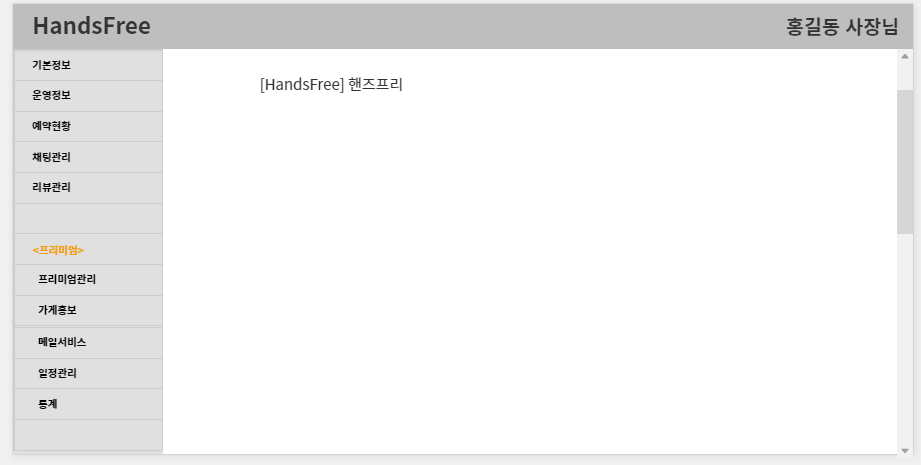 HandsFree
홍길동 사장님
기본정보
운영정보
예약현황
채팅관리
리뷰관리
<프리미엄>
프리미엄관리
가게홍보
메일서비스
일정관리
통계
[HandsFree] 핸즈프리